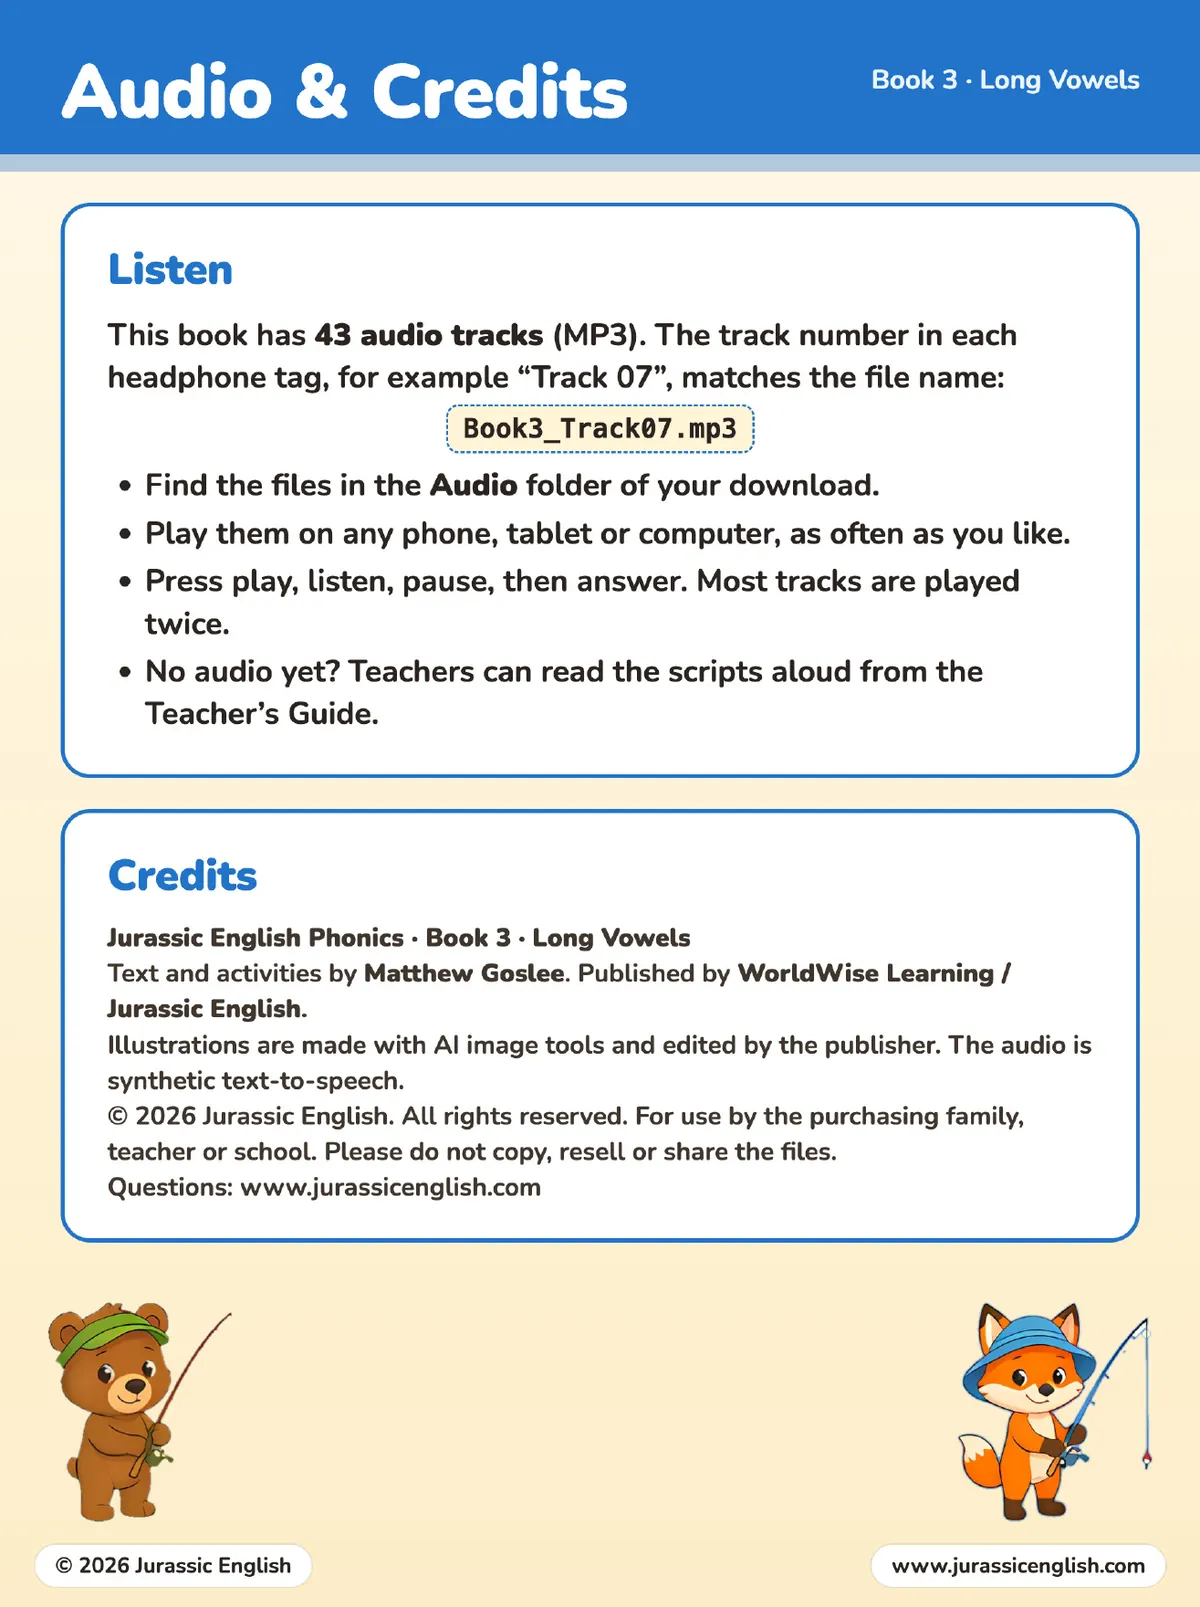 Audio & Credits
Book 3 · Long Vowels
Listen
This book has 43 audio tracks (MP3). The track number in each
headphone tag, for example “Track 07”, matches the file name:
Book3_Track07.mp3
• Find the files in the Audio folder of your download.
• Play them on any phone, tablet or computer, as often as you like.
• Press play, listen, pause, then answer. Most tracks are played
twice.
• No audio yet? Teachers can read the scripts aloud from the
Teacher’s Guide.
Credits
Jurassic English Phonics · Book 3 · Long Vowels
Text and activities by Matthew Goslee. Published by WorldWise Learning /
Jurassic English.
Illustrations are made with AI image tools and edited by the publisher. The audio is
synthetic text-to-speech.
© 2026 Jurassic English. All rights reserved. For use by the purchasing family,
teacher or school. Please do not copy, resell or share the files.
Questions: www.jurassicenglish.com
© 2026 Jurassic English
www.jurassicenglish.com